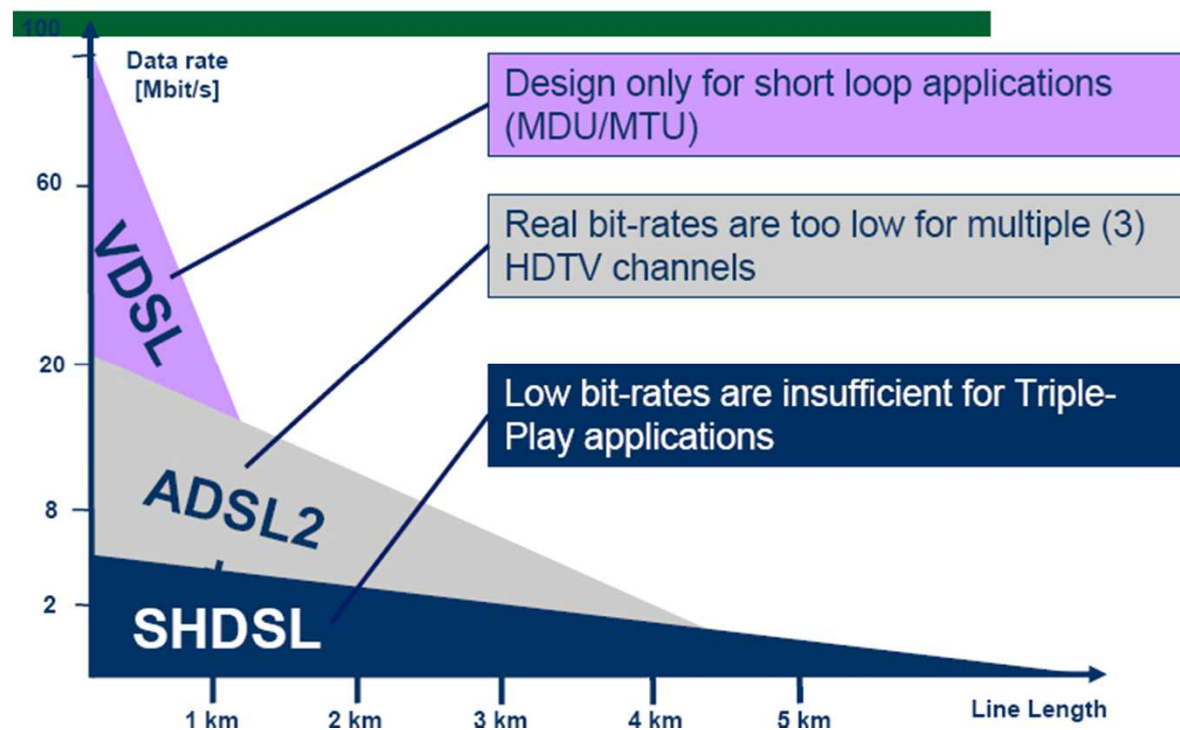 100
Data rate
[Mbit/s]
Design only for short loop applications
(MDU/MTU)
60
Real bit-rates are too low for multiple (3)
HDTV channels
VDSL
20
Low bit-rates are insufficient for Triple-
Play applications
ADSL2
8
2
SHDSL
1 km
2 km
3 km
4 km
5 km
Line Length